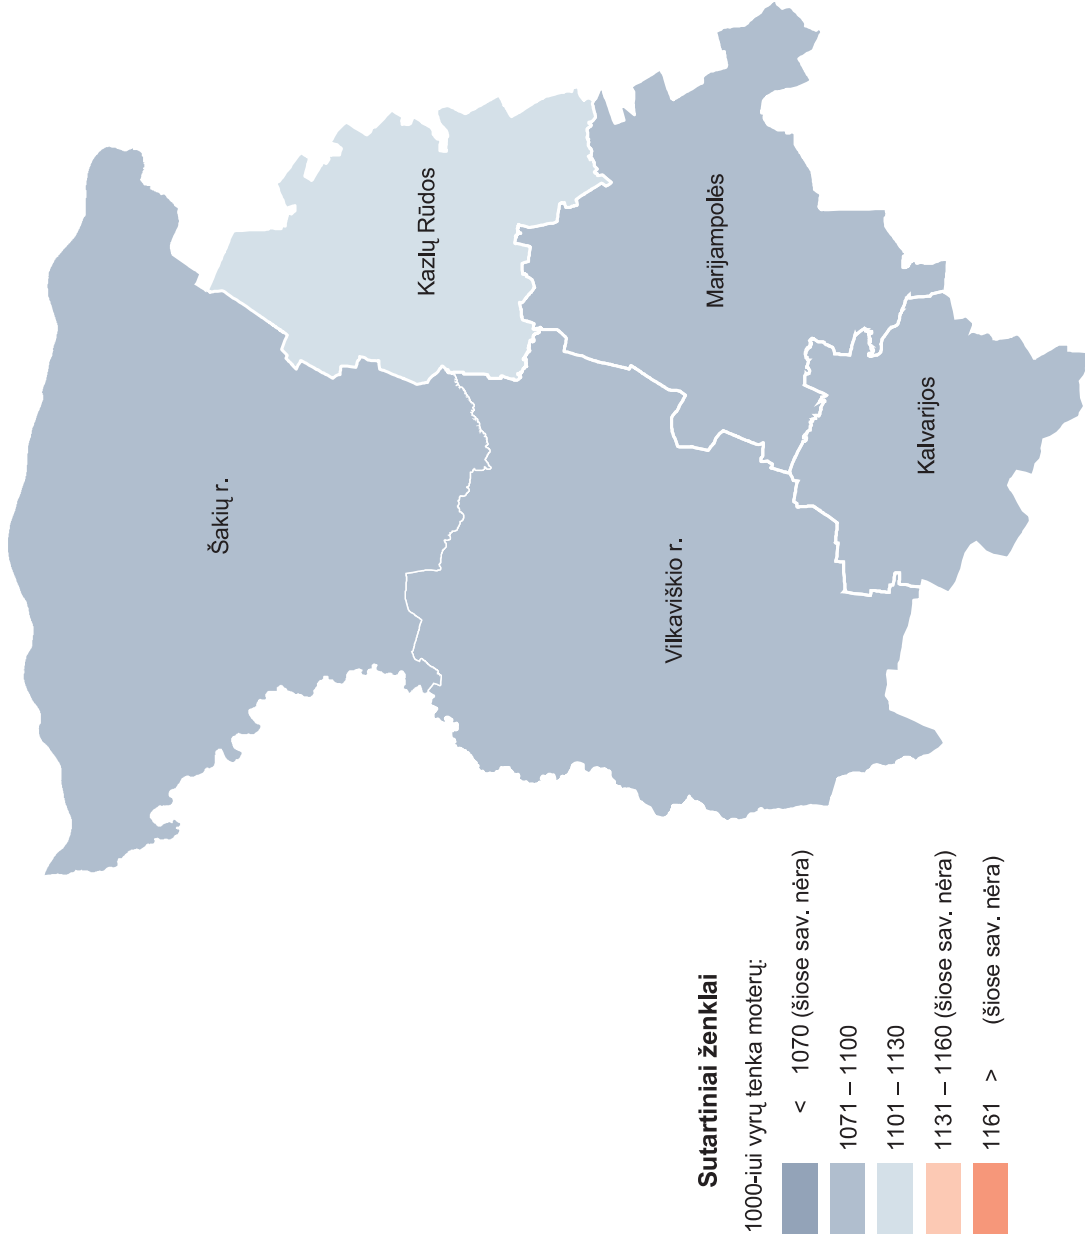 Šakių r.
Kazlų Rūdos
Vilkaviškio r.
Marijampolės
Kalvarijos
Sutartiniai ženklai
1000-iui vyrų tenka moterų:
< 1070 (šiose sav. nėra)
1071 – 1100
1101 – 1130
1131 – 1160 (šiose sav. nėra)
1161 > (šiose sav. nėra)